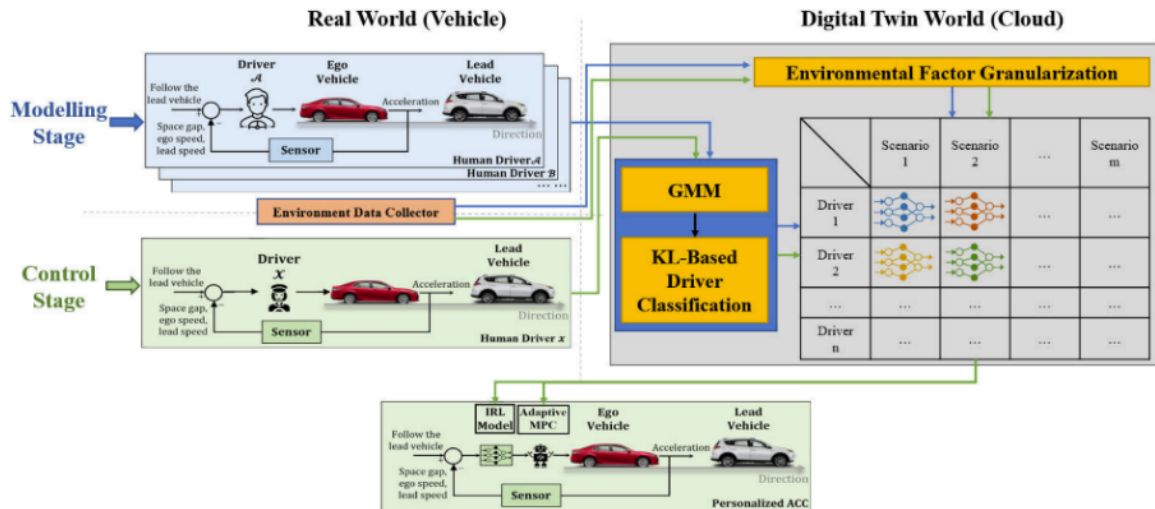 Real World (Vehicle)
Digital Twin World (Cloud)
Modelling
Stage
Driver
𝒜
Ego
Vehicle
Lead
Vehicle
Follow the
lead vehicle
Acceleration
Space gap,
ego speed,
lead speed
Sensor
Direction
Human Driver 𝒜
Human Driver ℬ
... ...
Environment Data Collector
Control
Stage
Driver
x
Lead
Vehicle
Follow the
lead vehicle
Acceleration
Space gap,
ego speed,
lead speed
Sensor
Direction
Human Driver x
Environmental Factor Granularization
GMM
KL-Based
Driver
Classification
Scenario
1
Scenario
2
...
Scenario
m
Driver
1
...
...
Driver
2
...
...
...
...
...
...
...
Driver
n
...
...
...
...
IRL
Model
Adaptive
MPC
Ego
Vehicle
Lead
Vehicle
Follow the
lead vehicle
Acceleration
Space gap,
ego speed,
lead speed
Sensor
Direction
Personalized ACC